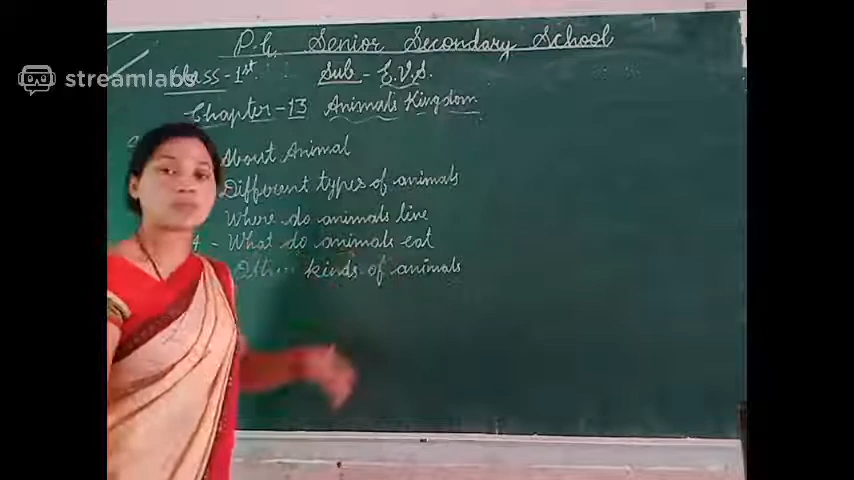 streamlabs
P.G. Senior Secondary School
Class - 1st Sub - E.V.S.
Chapter - 13 Animals Kingdom
About Animal
Different types of animals
Where do animals live
4 - What do animals eat
Other kinds of animals